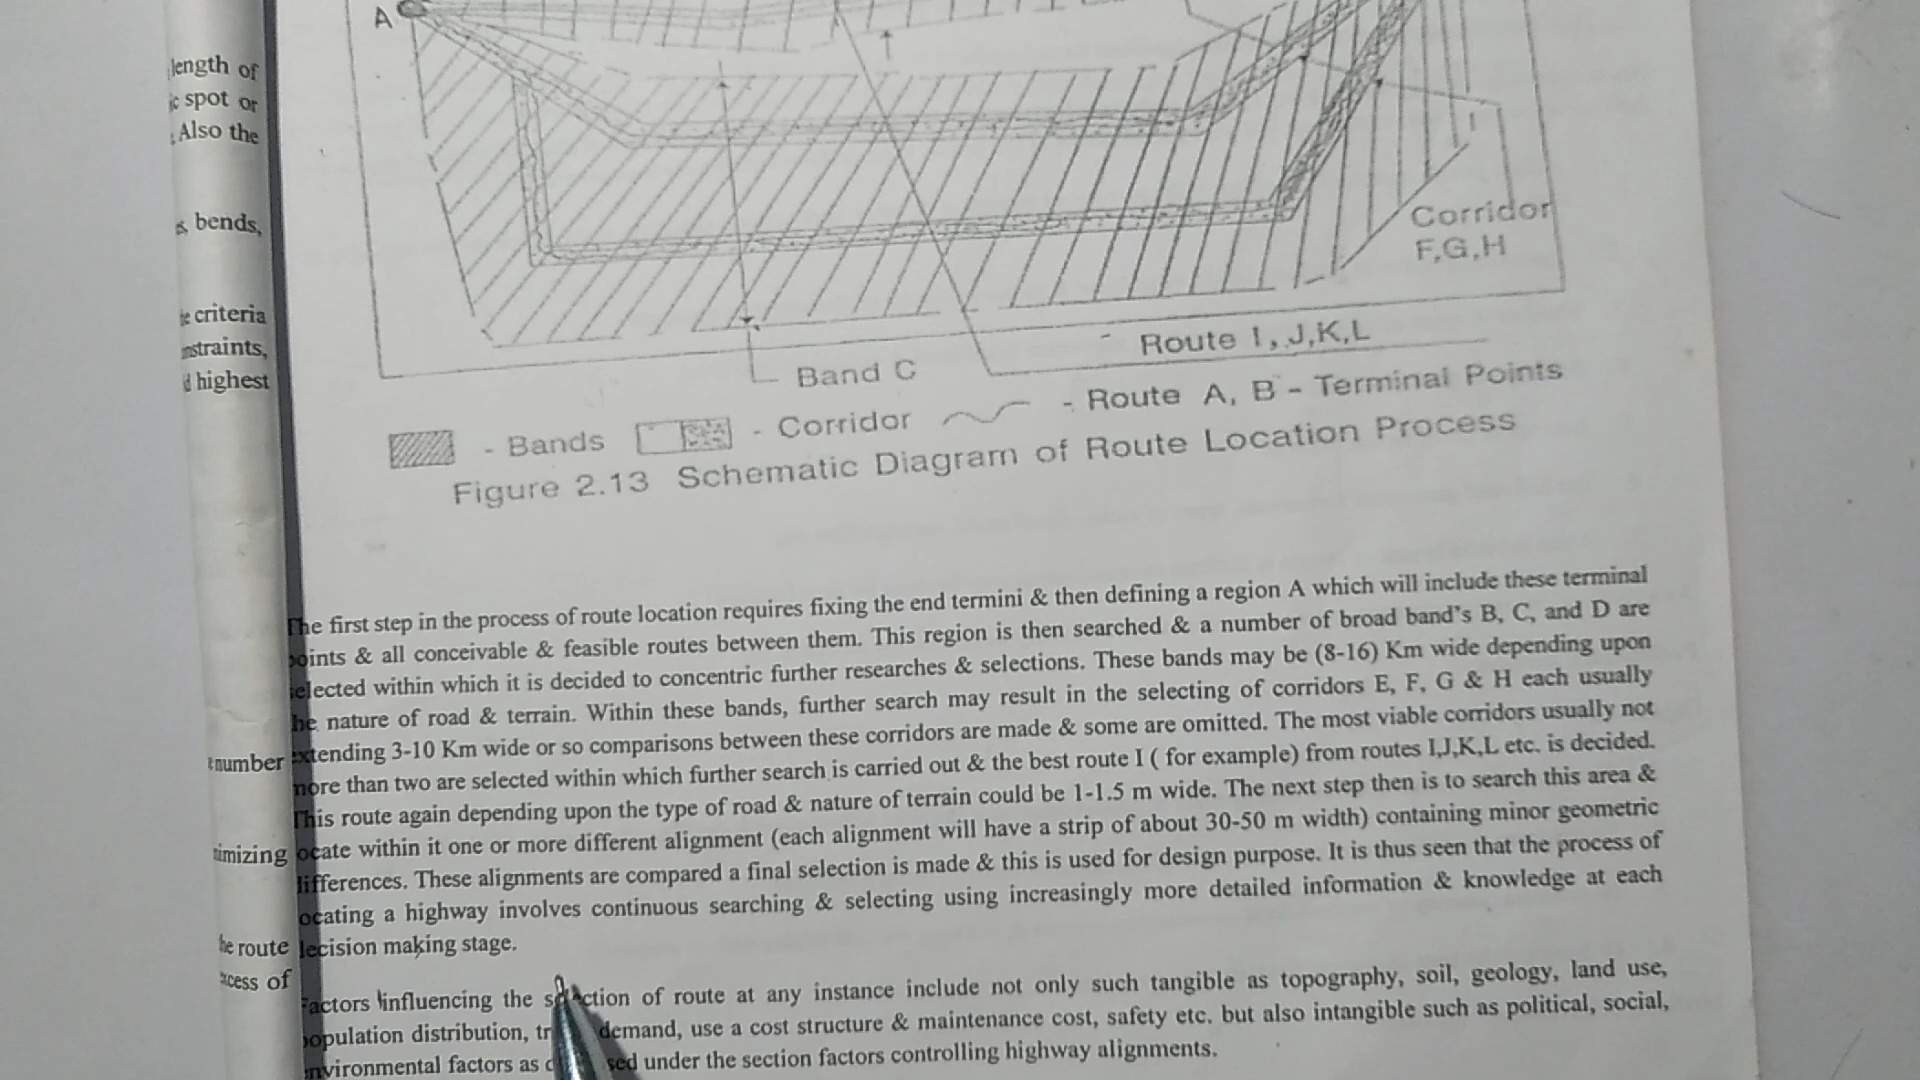 A
length of
spot or
Also the
bends,
criteria
highest
number
route
of
Corridor
F,G,H
Route I, J,K,L
Band C
- Bands - Corridor - Route A, B - Terminal Points
Figure 2.13 Schematic Diagram of Route Location Process
The first step in the process of route location requires fixing the end termini & then defining a region A which will include these terminal
points & all conceivable & feasible routes between them. This region is then searched & a number of broad band's B, C, and D are
selected within which it is decided to concentric further researches & selections. These bands may be (8-16) Km wide depending upon
he nature of road & terrain. Within these bands, further search may result in the selecting of corridors E, F, G & H each usually
extending 3-10 Km wide or so comparisons between these corridors are made & some are omitted. The most viable corridors usually not
more than two are selected within which further search is carried out & the best route I ( for example) from routes I,J,K,L etc. is decided.
This route again depending upon the type of road & nature of terrain could be 1-1.5 m wide. The next step then is to search this area &
ocate within it one or more different alignment (each alignment will have a strip of about 30-50 m width) containing minor geometric
differences. These alignments are compared a final selection is made & this is used for design purpose. It is thus seen that the process of
ocating a highway involves continuous searching & selecting using increasingly more detailed information & knowledge at each
decision making stage.
Factors influencing the of route at any instance include not only such tangible as topography, soil, geology, land use,
population distribution, demand, use a cost structure & maintenance cost, safety etc. but also intangible such as political, social,
environmental factors as under the section factors controlling highway alignments.